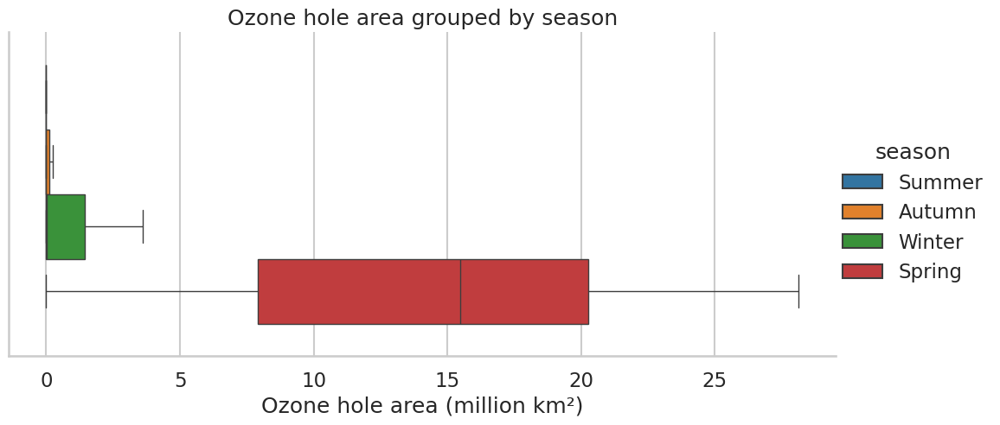 Ozone hole area grouped by season
season
Summer
Autumn
Winter
Spring
0 5 10 15 20 25
Ozone hole area (million km²)